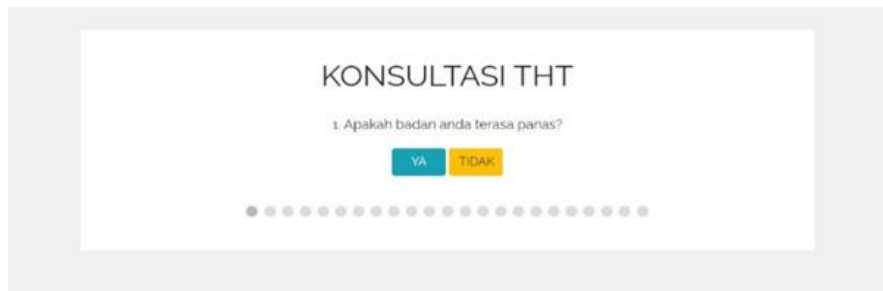 KONSULTASI THT
1. Apakah badan anda terasa panas?
YA TIDAK